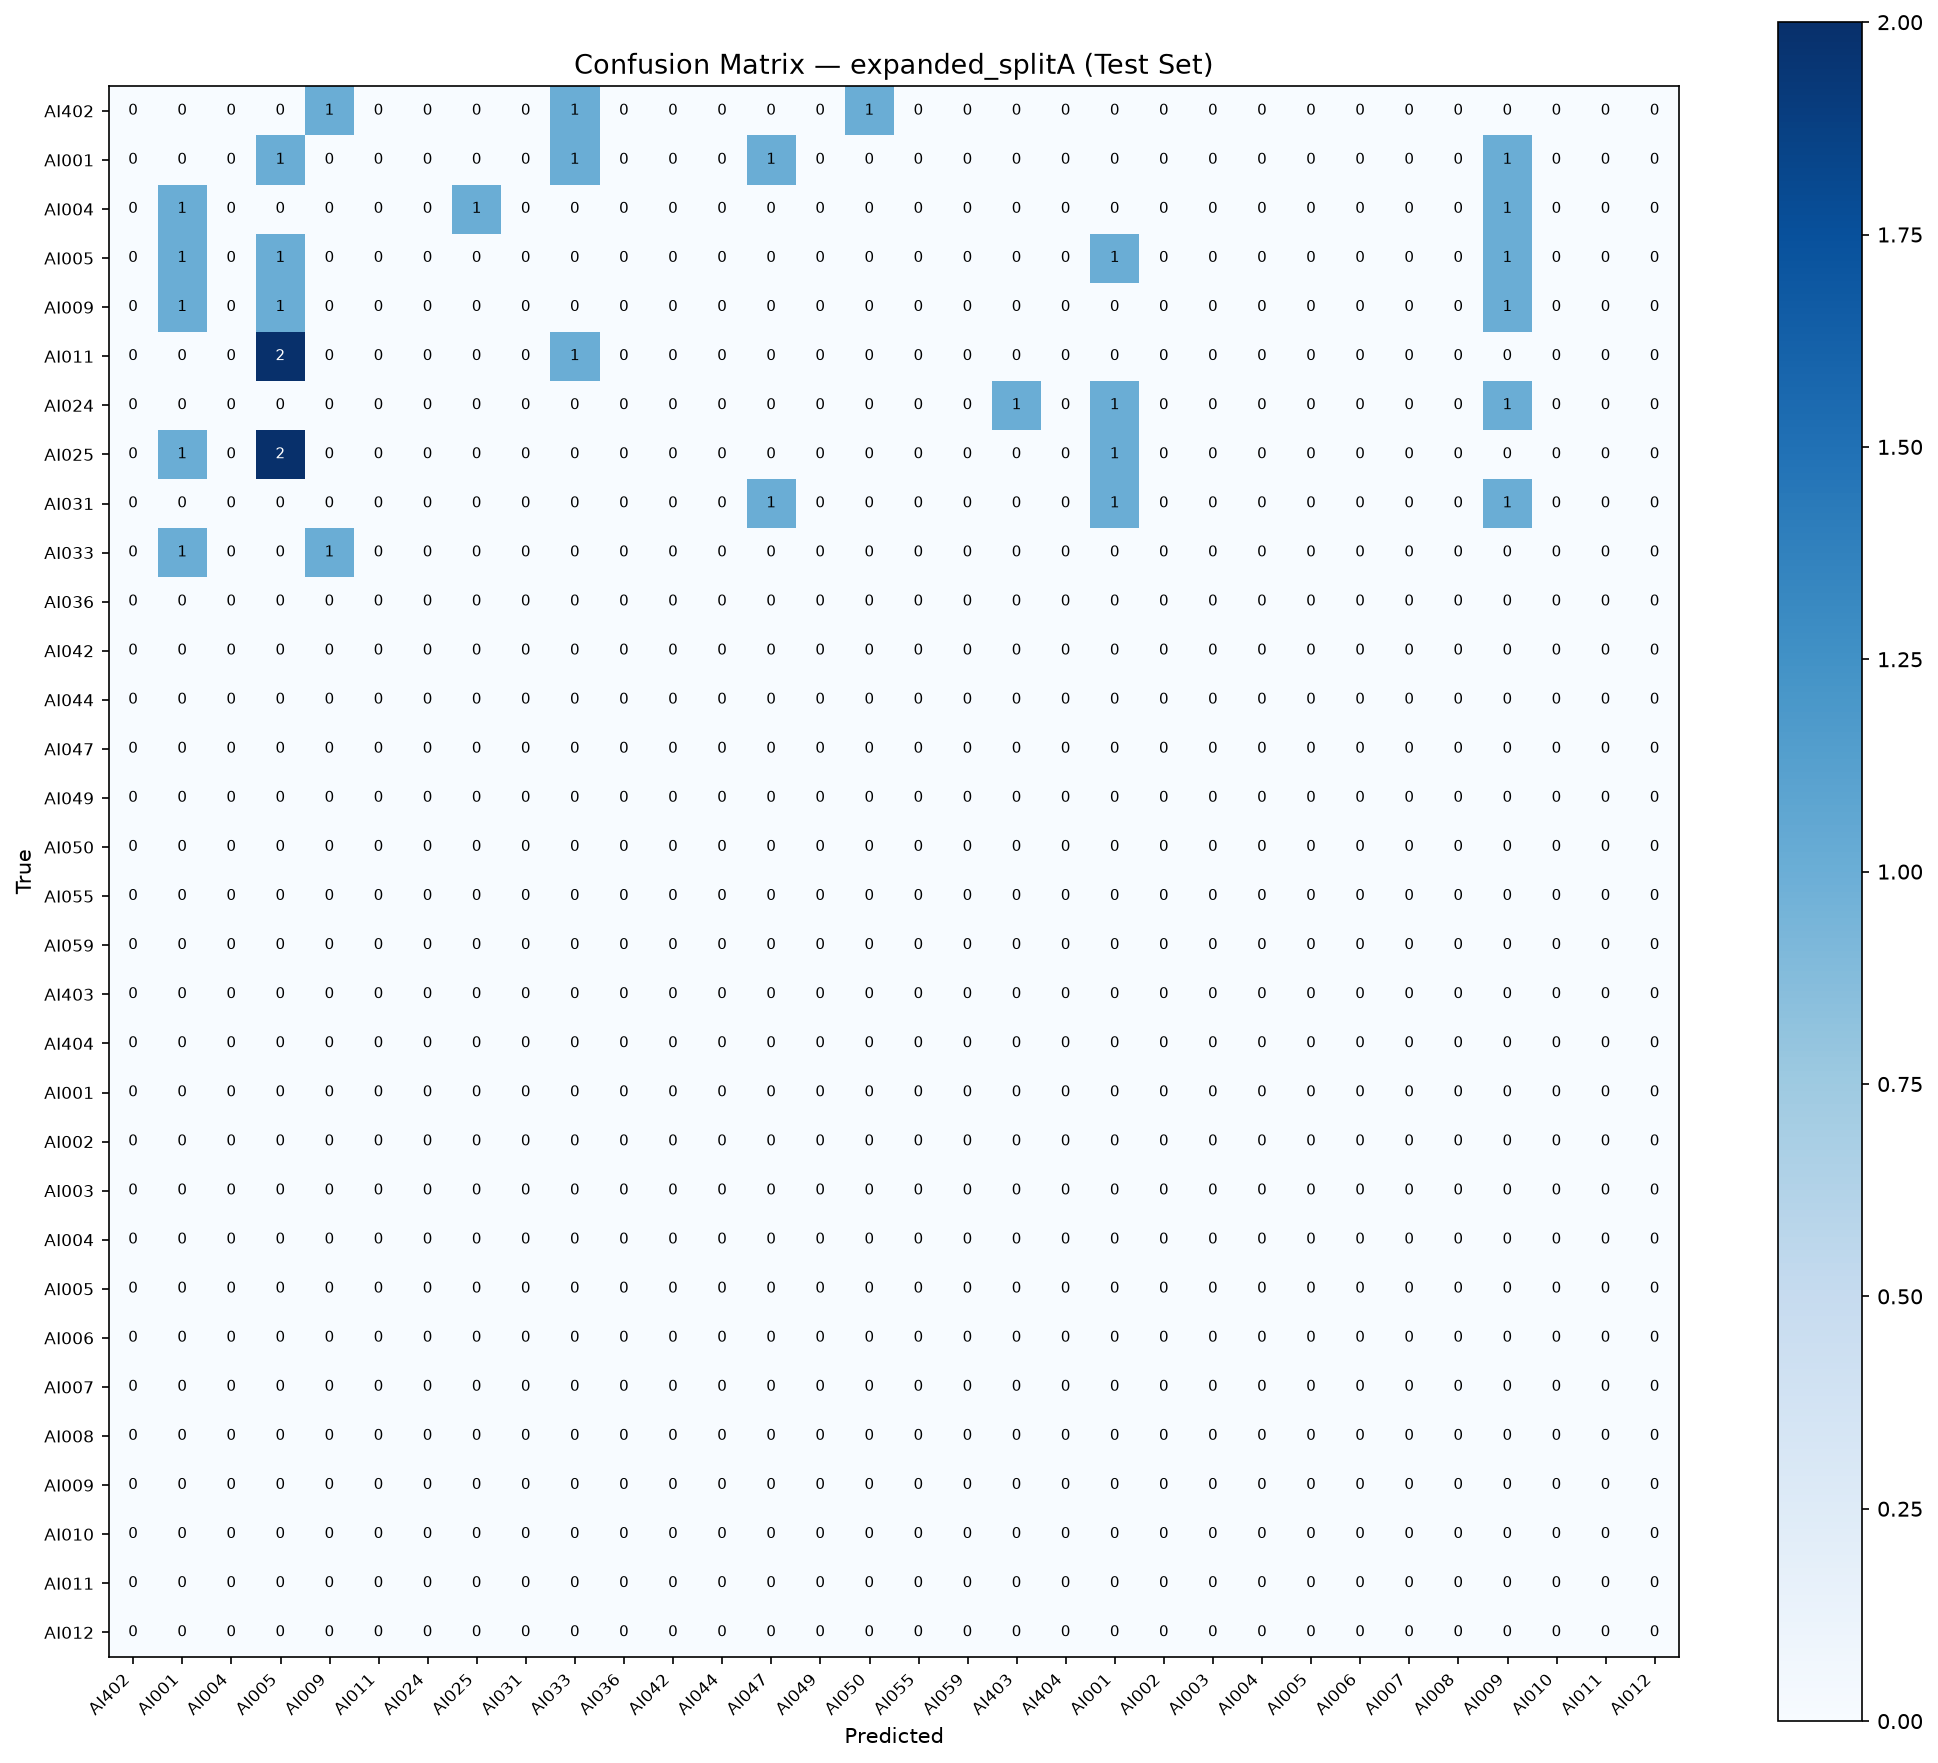 Confusion Matrix — expanded_splitA (Test Set)
AI402 0 0 0 0 1 0 0 0 0 1 0 0 0 0 0 1 0 0 0 0 0 0 0 0 0 0 0 0 0 0 0 0
AI001 0 0 0 1 0 0 0 0 0 1 0 0 0 1 0 0 0 0 0 0 0 0 0 0 0 0 0 0 1 0 0 0
AI004 0 1 0 0 0 0 0 1 0 0 0 0 0 0 0 0 0 0 0 0 0 0 0 0 0 0 0 0 1 0 0 0
AI005 0 1 0 1 0 0 0 0 0 0 0 0 0 0 0 0 0 0 0 0 1 0 0 0 0 0 0 0 1 0 0 0
AI009 0 1 0 1 0 0 0 0 0 0 0 0 0 0 0 0 0 0 0 0 0 0 0 0 0 0 0 0 1 0 0 0
AI011 0 0 0 2 0 0 0 0 0 1 0 0 0 0 0 0 0 0 0 0 0 0 0 0 0 0 0 0 0 0 0 0
AI024 0 0 0 0 0 0 0 0 0 0 0 0 0 0 0 0 0 0 1 0 1 0 0 0 0 0 0 0 1 0 0 0
AI025 0 1 0 2 0 0 0 0 0 0 0 0 0 0 0 0 0 0 0 0 1 0 0 0 0 0 0 0 0 0 0 0
AI031 0 0 0 0 0 0 0 0 0 0 0 0 0 1 0 0 0 0 0 0 1 0 0 0 0 0 0 0 1 0 0 0
AI033 0 1 0 0 1 0 0 0 0 0 0 0 0 0 0 0 0 0 0 0 0 0 0 0 0 0 0 0 0 0 0 0
AI036 0 0 0 0 0 0 0 0 0 0 0 0 0 0 0 0 0 0 0 0 0 0 0 0 0 0 0 0 0 0 0 0
AI042 0 0 0 0 0 0 0 0 0 0 0 0 0 0 0 0 0 0 0 0 0 0 0 0 0 0 0 0 0 0 0 0
AI044 0 0 0 0 0 0 0 0 0 0 0 0 0 0 0 0 0 0 0 0 0 0 0 0 0 0 0 0 0 0 0 0
AI047 0 0 0 0 0 0 0 0 0 0 0 0 0 0 0 0 0 0 0 0 0 0 0 0 0 0 0 0 0 0 0 0
AI049 0 0 0 0 0 0 0 0 0 0 0 0 0 0 0 0 0 0 0 0 0 0 0 0 0 0 0 0 0 0 0 0
AI050 0 0 0 0 0 0 0 0 0 0 0 0 0 0 0 0 0 0 0 0 0 0 0 0 0 0 0 0 0 0 0 0
AI055 0 0 0 0 0 0 0 0 0 0 0 0 0 0 0 0 0 0 0 0 0 0 0 0 0 0 0 0 0 0 0 0
AI059 0 0 0 0 0 0 0 0 0 0 0 0 0 0 0 0 0 0 0 0 0 0 0 0 0 0 0 0 0 0 0 0
AI403 0 0 0 0 0 0 0 0 0 0 0 0 0 0 0 0 0 0 0 0 0 0 0 0 0 0 0 0 0 0 0 0
AI404 0 0 0 0 0 0 0 0 0 0 0 0 0 0 0 0 0 0 0 0 0 0 0 0 0 0 0 0 0 0 0 0
AI001 0 0 0 0 0 0 0 0 0 0 0 0 0 0 0 0 0 0 0 0 0 0 0 0 0 0 0 0 0 0 0 0
AI002 0 0 0 0 0 0 0 0 0 0 0 0 0 0 0 0 0 0 0 0 0 0 0 0 0 0 0 0 0 0 0 0
AI003 0 0 0 0 0 0 0 0 0 0 0 0 0 0 0 0 0 0 0 0 0 0 0 0 0 0 0 0 0 0 0 0
AI004 0 0 0 0 0 0 0 0 0 0 0 0 0 0 0 0 0 0 0 0 0 0 0 0 0 0 0 0 0 0 0 0
AI005 0 0 0 0 0 0 0 0 0 0 0 0 0 0 0 0 0 0 0 0 0 0 0 0 0 0 0 0 0 0 0 0
AI006 0 0 0 0 0 0 0 0 0 0 0 0 0 0 0 0 0 0 0 0 0 0 0 0 0 0 0 0 0 0 0 0
AI007 0 0 0 0 0 0 0 0 0 0 0 0 0 0 0 0 0 0 0 0 0 0 0 0 0 0 0 0 0 0 0 0
AI008 0 0 0 0 0 0 0 0 0 0 0 0 0 0 0 0 0 0 0 0 0 0 0 0 0 0 0 0 0 0 0 0
AI009 0 0 0 0 0 0 0 0 0 0 0 0 0 0 0 0 0 0 0 0 0 0 0 0 0 0 0 0 0 0 0 0
AI010 0 0 0 0 0 0 0 0 0 0 0 0 0 0 0 0 0 0 0 0 0 0 0 0 0 0 0 0 0 0 0 0
AI011 0 0 0 0 0 0 0 0 0 0 0 0 0 0 0 0 0 0 0 0 0 0 0 0 0 0 0 0 0 0 0 0
AI012 0 0 0 0 0 0 0 0 0 0 0 0 0 0 0 0 0 0 0 0 0 0 0 0 0 0 0 0 0 0 0 0
AI402 AI001 AI004 AI005 AI009 AI011 AI024 AI025 AI031 AI033 AI036 AI042 AI044 AI047 AI049 AI050 AI055 AI059 AI403 AI404 AI001 AI002 AI003 AI004 AI005 AI006 AI007 AI008 AI009 AI010 AI011 AI012
Predicted
True
2.00
1.75
1.50
1.25
1.00
0.75
0.50
0.25
0.00